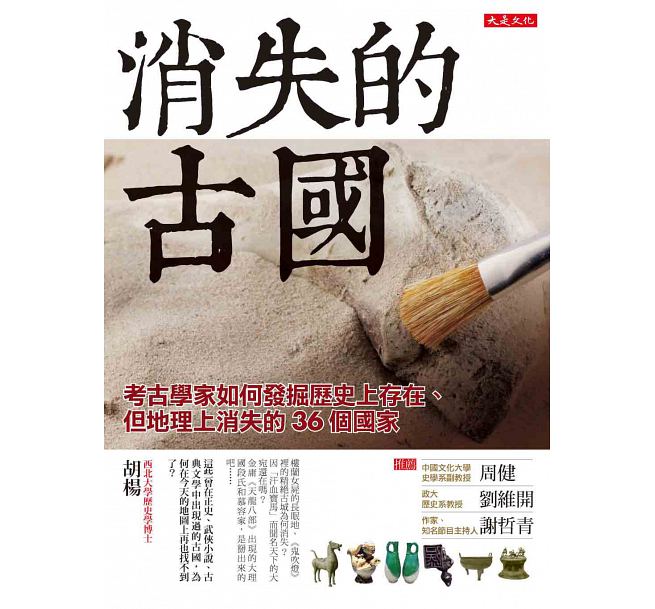 大是文化
消失的
古國
考古學家如何發掘歷史上存在、
但地理上消失的 36 個國家
推薦
中國文化大學
史學系副教授
周健
政大
歷史系教授
劉維開
作家、
知名節目主持人
謝哲青
樓蘭女屍的長眠地，《鬼吹燈》
裡的精絕古城為何消失？
因「汗血寶馬」而聞名天下的大
宛還在嗎？
金庸《天龍八部》出現的大理
國段氏和慕容家，是掰出來的
吧……
這些曾在正史、武俠小說、古
典文學中出現過的古國，為
何在今天的地圖上再也找不到
了？
西北大學歷史學博士
胡楊